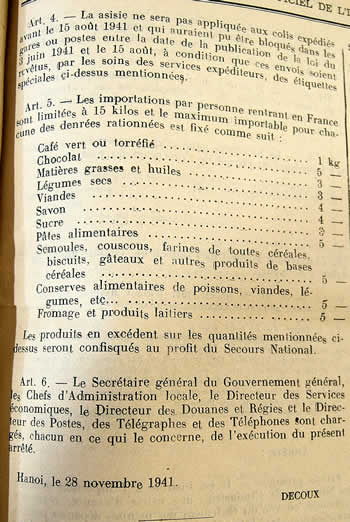 FICIEL DE L'I
Art. 4. — La asisie ne sera pas appliquée aux colis expédiés
avant le 15 août 1941 et qui auraient pu être bloqués dans les
gares ou postes entre la date de la publication de la loi du
3 juin 1941 et le 15 août, à condition que ces envois soient
revêtus, par les soins des services expéditeurs, des étiquettes
spéciales çi-dessus mentionnées.
Art. 5. — Les importations par personne rentrant en France
sont limitées à 15 kilos et le maximum importable pour cha-
cune des denrées rationnées est fixé comme suit :
Café vert ou torréfié .................... 1 kg
Chocolat .................... 5 —
Matières grasses et huiles .................... 3 —
Légumes secs .................... 3 —
Viandes .................... 4 —
Savon .................... 4 —
Sucre .................... 3 —
Pâtes alimentaires .................... 5 —
Semoules, couscous, farines de toutes céréales,
biscuits, gâteaux et autres produits de bases
céréales .................... 5 —
Conserves alimentaires de poissons, viandes, lé-
gumes, etc... .................... 5 —
Fromage et produits laitiers .................... 5 —
Les produits en excédent sur les quantités mentionnées ci-
dessus seront confisqués au profit du Secours National.
Art. 6. — Le Secrétaire général du Gouvernement général,
les Chefs d'Administration locale, le Directeur des Services
économiques, le Directeur des Douanes et Régies et le Direc-
teur des Postes, des Télégraphes et des Téléphones sont char-
gés, chacun en ce qui le concerne, de l'exécution du présent
arrêté.
Hanoi, le 28 novembre 1941.
DECOUX